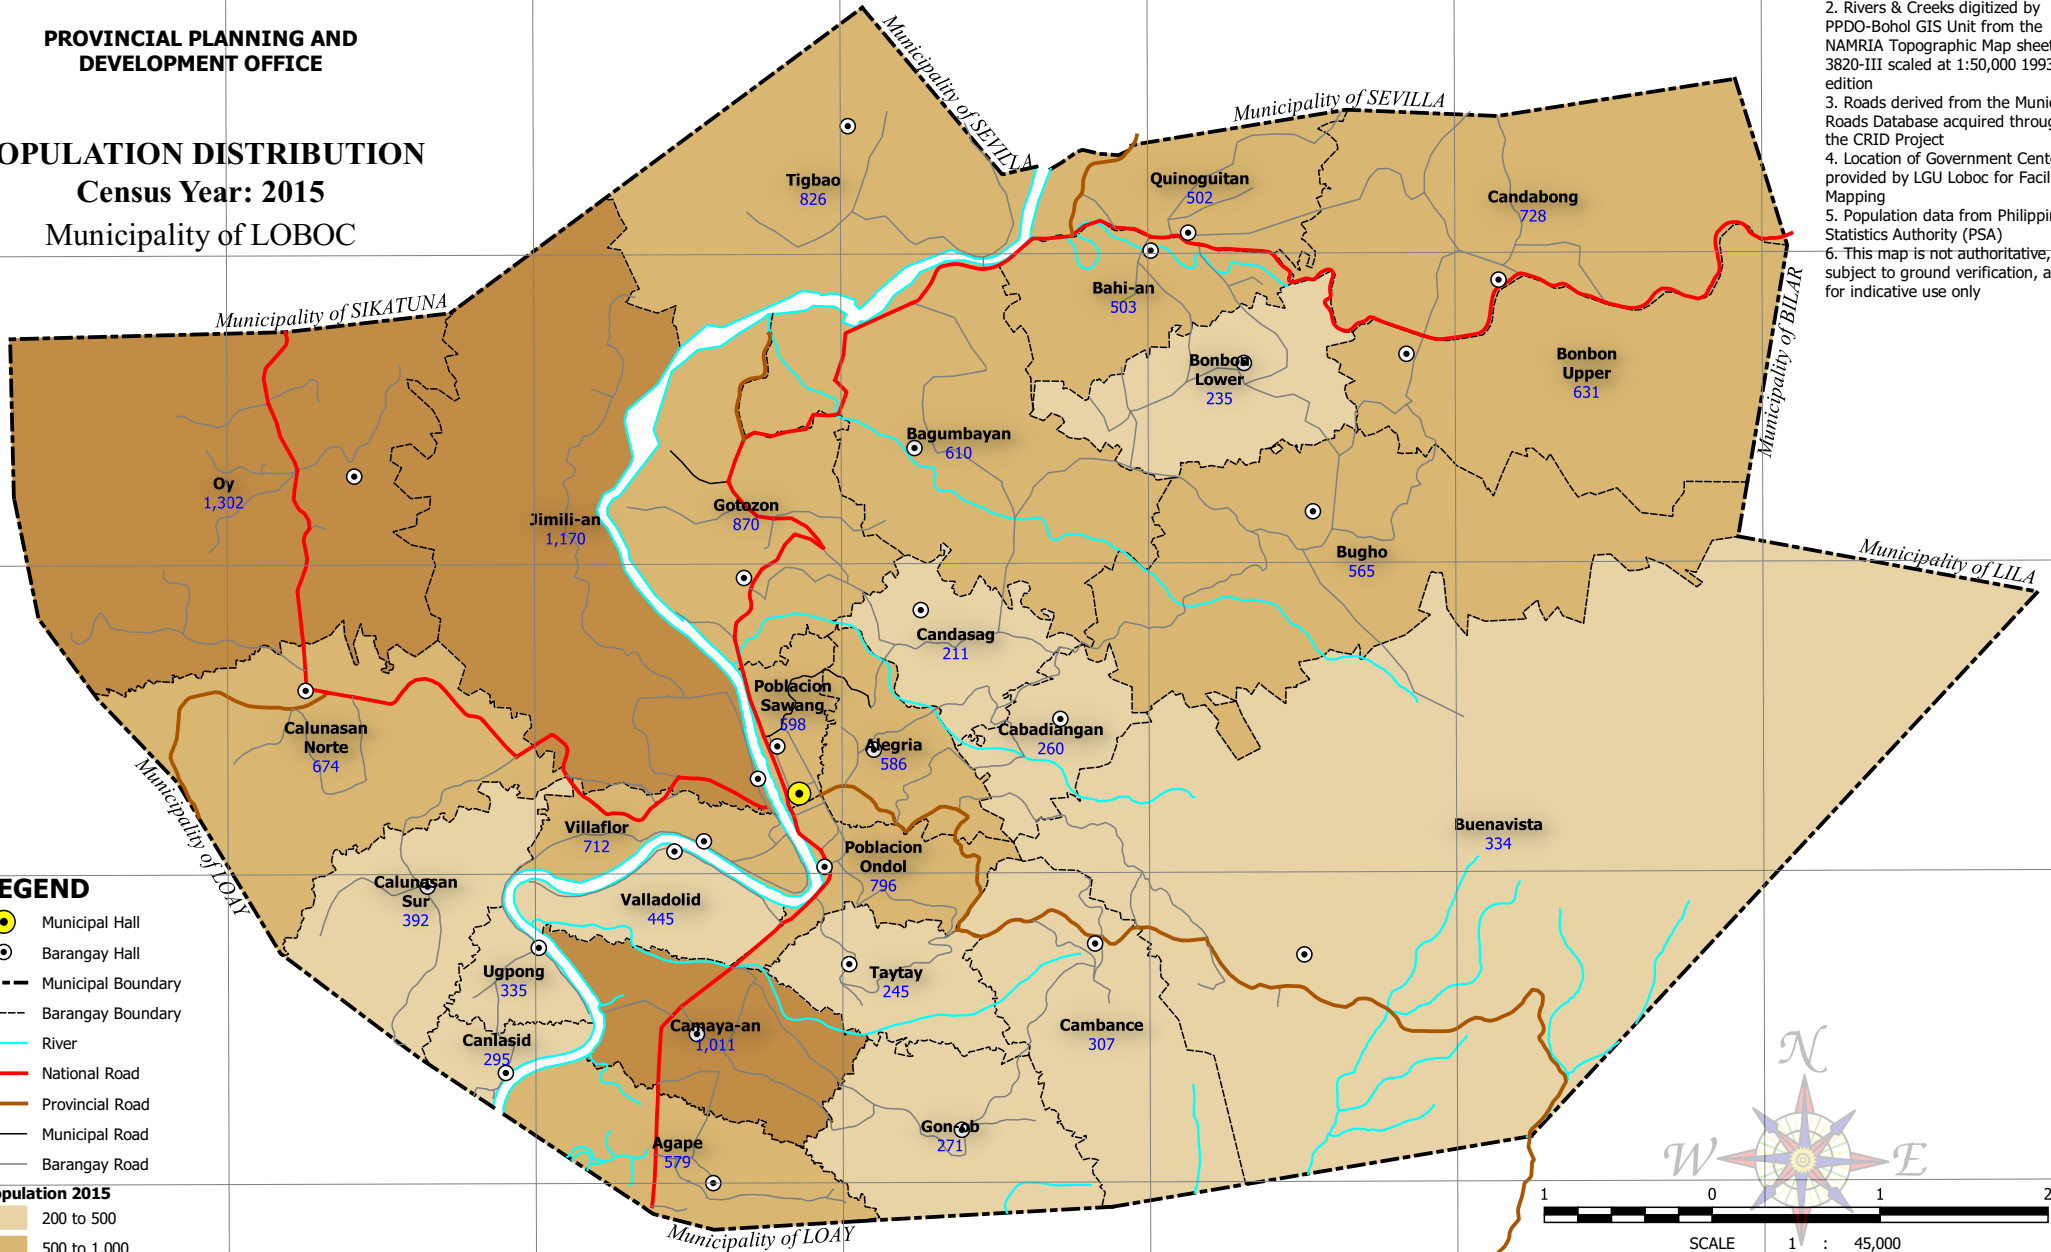 PROVINCIAL PLANNING AND
DEVELOPMENT OFFICE
OPULATION DISTRIBUTION
Census Year: 2015
Municipality of LOBOC
2. Rivers & Creeks digitized by
PPDO-Bohol GIS Unit from the
NAMRIA Topographic Map sheet
3820-III scaled at 1:50,000 1993
edition
3. Roads derived from the Munic
Roads Database acquired throug
the CRID Project
4. Location of Government Cent
provided by LGU Loboc for Facil
Mapping
5. Population data from Philippin
Statistics Authority (PSA)
6. This map is not authoritative,
subject to ground verification, a
for indicative use only
Municipality of SEVILLA
Municipality of SEVILLA
Municipality of SIKATUNA
Municipality of BILAR
Municipality of LILA
Municipality of LOAY
Municipality of LOAY
Tigbao
826
Quinoguitan
502
Candabong
728
Bahi-an
503
Bonbon
Lower
235
Bonbon
Upper
631
Bagumbayan
610
Oy
1,302
Jimili-an
1,170
Gotozon
870
Bugho
565
Candasag
211
Poblacion
Sawang
598
Cabadiangan
260
Alegria
586
Calunasan
Norte
674
Villaflor
712
Buenavista
334
Poblacion
Ondol
796
Calunasan
Sur
392
Valladolid
445
Ugpong
335
Taytay
245
Canlasid
295
Camaya-an
1,011
Cambance
307
Gon-ob
271
Agape
579
EGEND
Municipal Hall
Barangay Hall
Municipal Boundary
Barangay Boundary
River
National Road
Provincial Road
Municipal Road
Barangay Road
opulation 2015
200 to 500
500 to 1,000
N
W
E
1 0 1 2
SCALE 1 : 45,000